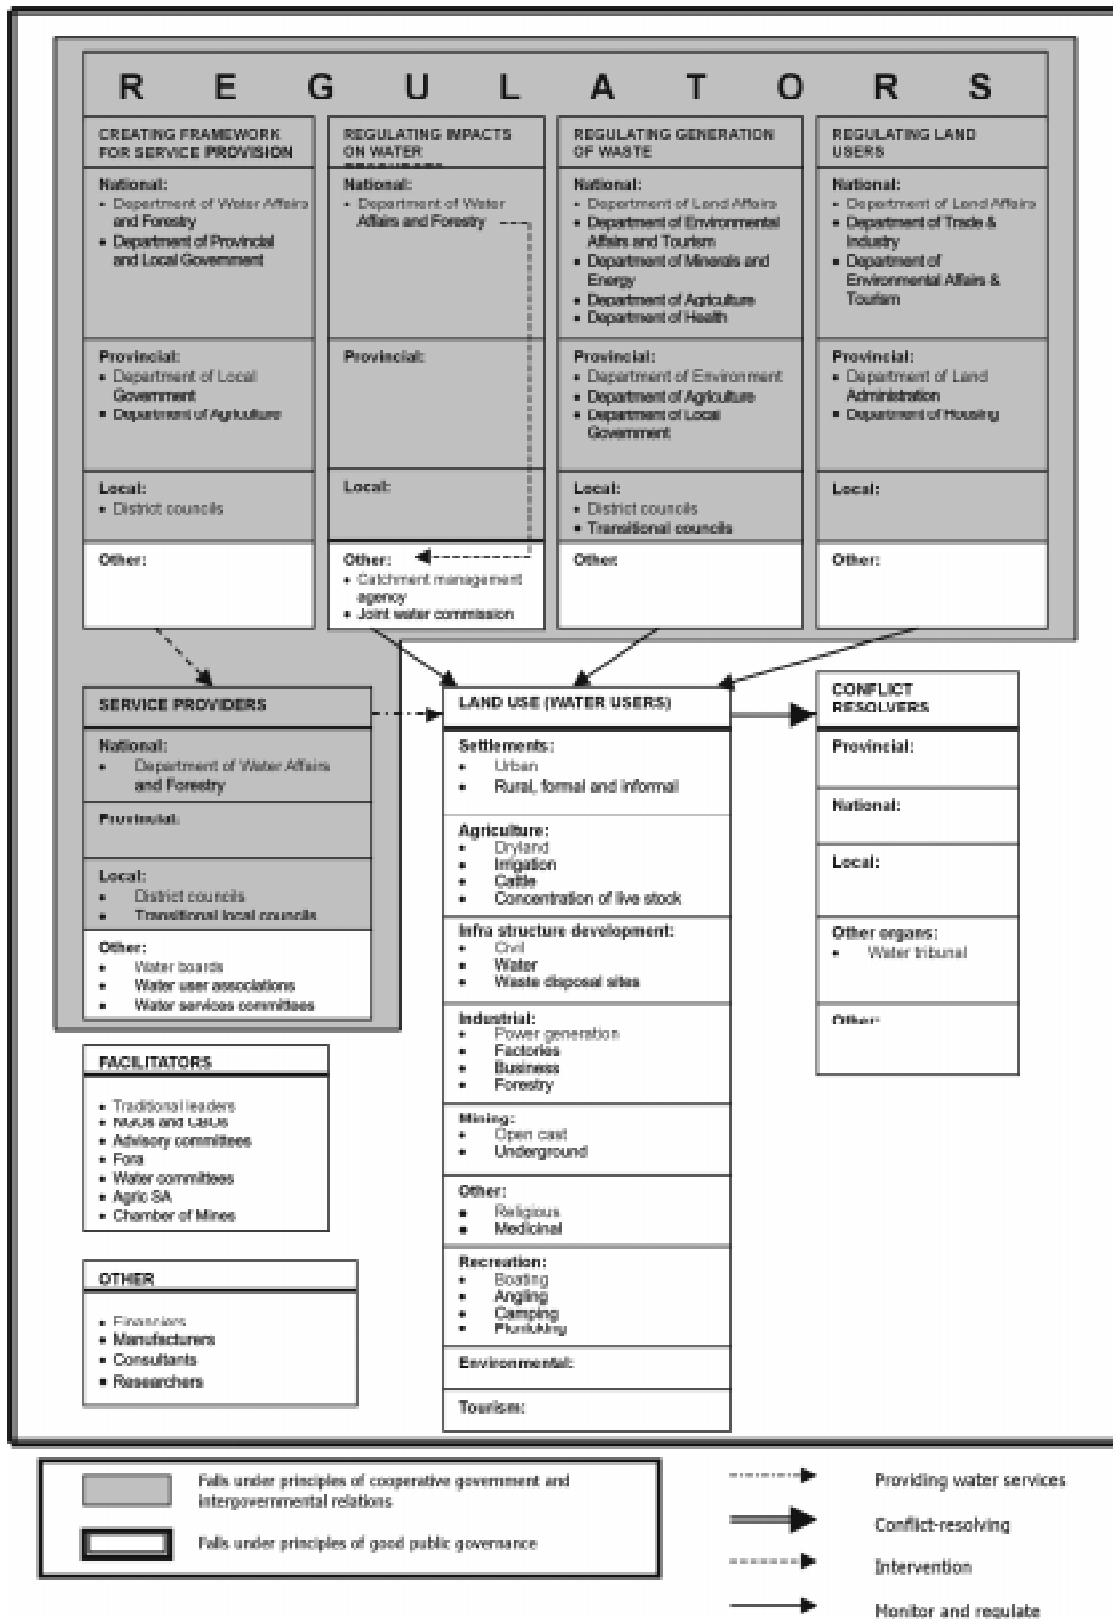 R E G U L A T O R S
CREATING FRAMEWORK
FOR SERVICE PROVISION
National:
• Department of Water Affairs
and Forestry
• Department of Provincial
and Local Government
Provincial:
• Department of Local
Government
• Department of Agriculture
Local:
• District councils
Other:
REGULATING IMPACTS
ON WATER
National:
• Department of Water
Affairs and Forestry
Provincial:
Local:
Other:
• Catchment management
agency
• Joint water commission
REGULATING GENERATION
OF WASTE
National:
• Department of Land Affairs
• Department of Environmental
Affairs and Tourism
• Department of Minerals and
Energy
• Department of Agriculture
• Department of Health
Provincial:
• Department of Environment
• Department of Agriculture
• Department of Local
Government
Local:
• District councils
• Transitional councils
Other:
REGULATING LAND
USERS
National:
• Department of Land Affairs
• Department of Trade &
Industry
• Department of
Environmental Affairs &
Tourism
Provincial:
• Department of Land
Administration
• Department of Housing
Local:
Other:
SERVICE PROVIDERS
National:
• Department of Water Affairs
and Forestry
Provincial:
Local:
• District councils
• Transitional local councils
Other:
• Water boards
• Water user associations
• Water services committees
FACILITATORS
• Traditional leaders
• NGOs and CBOs
• Advisory committees
• Fora
• Water committees
• Agric SA
• Chamber of Mines
OTHER
• Financiers
• Manufacturers
• Consultants
• Researchers
LAND USE (WATER USERS)
Settlements:
• Urban
• Rural, formal and informal
Agriculture:
• Dryland
• Irrigation
• Cattle
• Concentration of live stock
Infra structure development:
• Civil
• Water
• Waste disposal sites
Industrial:
• Power generation
• Factories
• Business
• Forestry
Mining:
• Open cast
• Underground
Other:
• Religious
• Medicinal
Recreation:
• Boating
• Angling
• Camping
Environmental:
Tourism:
CONFLICT
RESOLVERS
Provincial:
National:
Local:
Other organs:
• Water tribunal
Other:
Falls under principles of cooperative government and
intergovernmental relations
Falls under principles of good public governance
Providing water services
Conflict-resolving
Intervention
Monitor and regulate